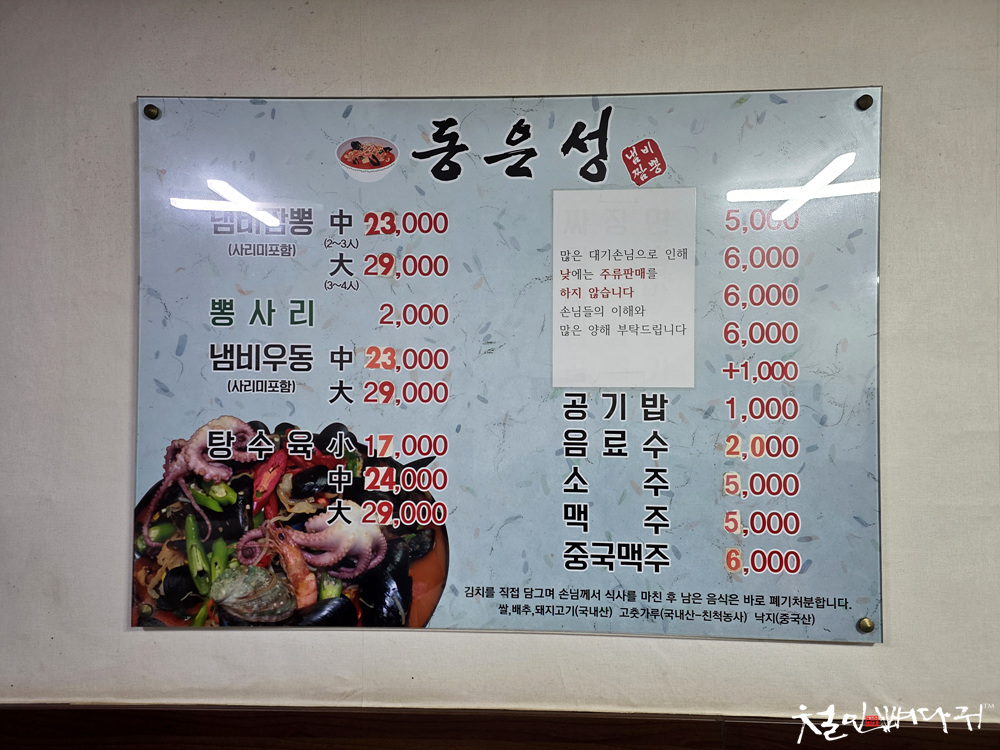 동은성
냄비
짬뽕
냄비짬뽕 中 23,000
(사리미포함) (2~3人)
大 29,000
(3~4人)
뽕사리 2,000
냄비우동 中 23,000
(사리미포함) 大 29,000
탕수육 小 17,000
中 24,000
大 29,000
많은 대기손님으로 인해
낮에는 주류판매를
하지 않습니다
손님들의 이해와
많은 양해 부탁드립니다
5,000
6,000
6,000
6,000
+1,000
공기밥 1,000
음료수 2,000
소주 5,000
맥주 5,000
중국맥주 6,000
김치를 직접 담그며 손님께서 식사를 마친 후 남은 음식은 바로 폐기처분합니다.
쌀,배추,돼지고기(국내산) 고춧가루(국내산-친척농사) 낙지(중국산)
철인뼈다귀™